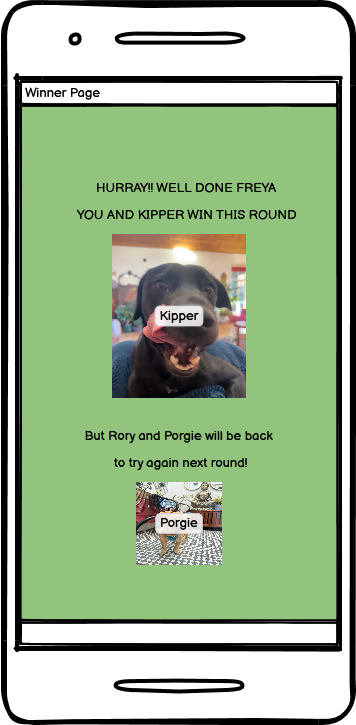 Winner Page
HURRAY!! WELL DONE FREYA
YOU AND KIPPER WIN THIS ROUND
Kipper
But Rory and Porgie will be back
to try again next round!
Porgie